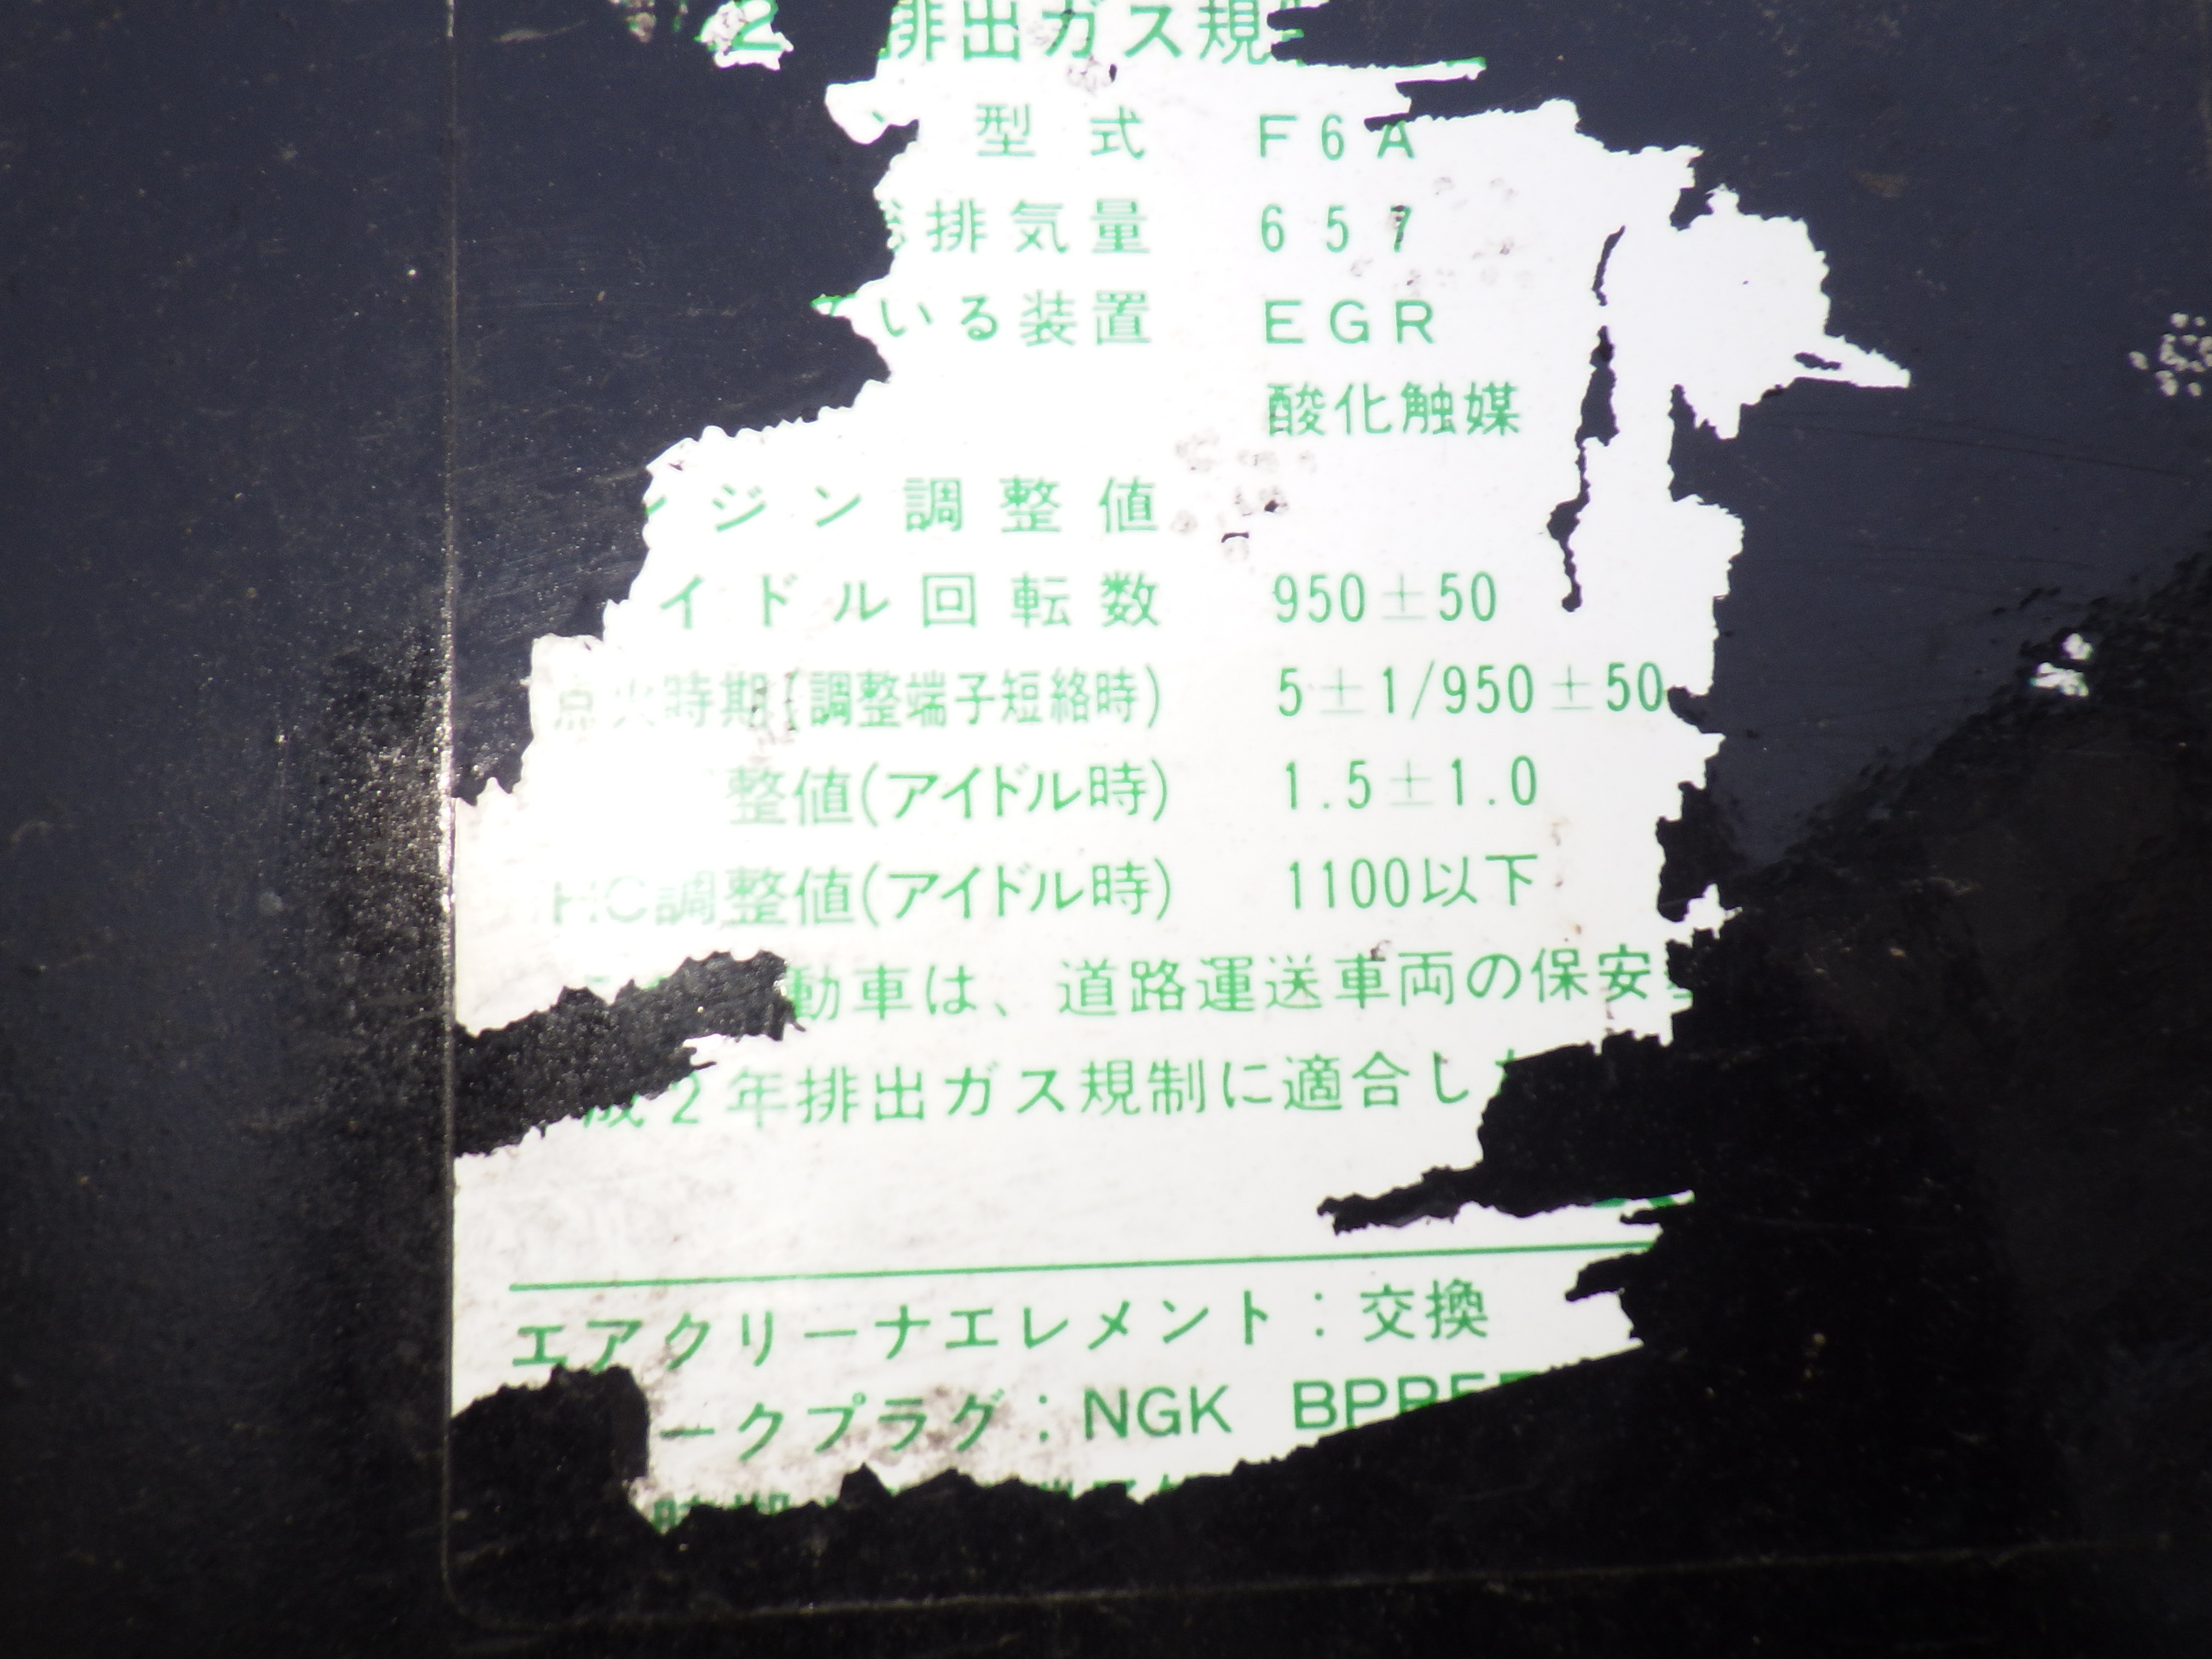 2 排出ガス規
型式 F6A
排気量 657
いる装置 EGR
酸化触媒
ンジン調整値
イドル回転数 950±50
点火時期(調整端子短絡時) 5±1/950±50
整値(アイドル時) 1.5±1.0
HC調整値(アイドル時) 1100以下
動車は、道路運送車両の保安
成2年排出ガス規制に適合し
エアクリーナエレメント:交換
ークプラグ:NGK BPR5
時期